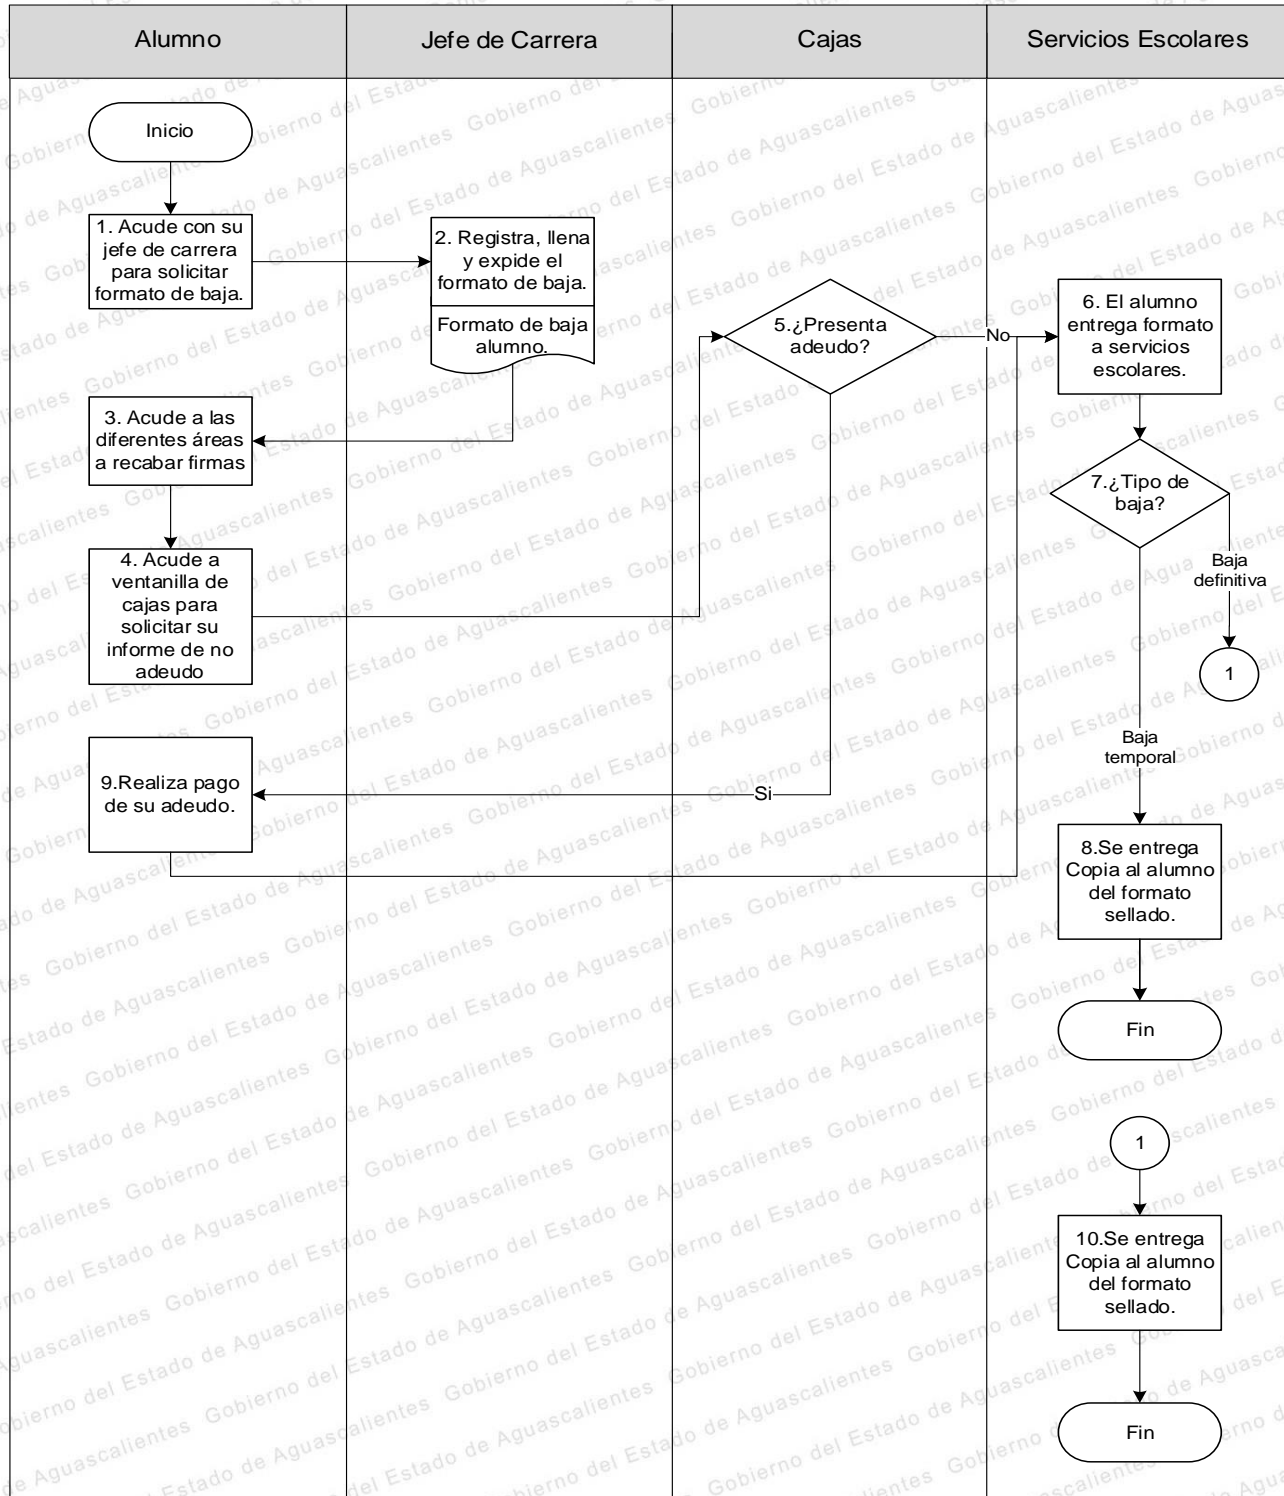 Alumno
Jefe de Carrera
Cajas
Servicios Escolares
Inicio
1. Acude con su
jefe de carrera
para solicitar
formato de baja.
2. Registra, llena
y expide el
formato de baja.
Formato de baja
alumno.
3. Acude a las
diferentes áreas
a recabar firmas
4. Acude a
ventanilla de
cajas para
solicitar su
informe de no
adeudo
5.¿Presenta
adeudo?
No
Si
6. El alumno
entrega formato
a servicios
escolares.
7.¿Tipo de
baja?
Baja
definitiva
1
Baja
temporal
8.Se entrega
Copia al alumno
del formato
sellado.
Fin
9.Realiza pago
de su adeudo.
1
10.Se entrega
Copia al alumno
del formato
sellado.
Fin
Gobierno del Estado de Aguascalientes